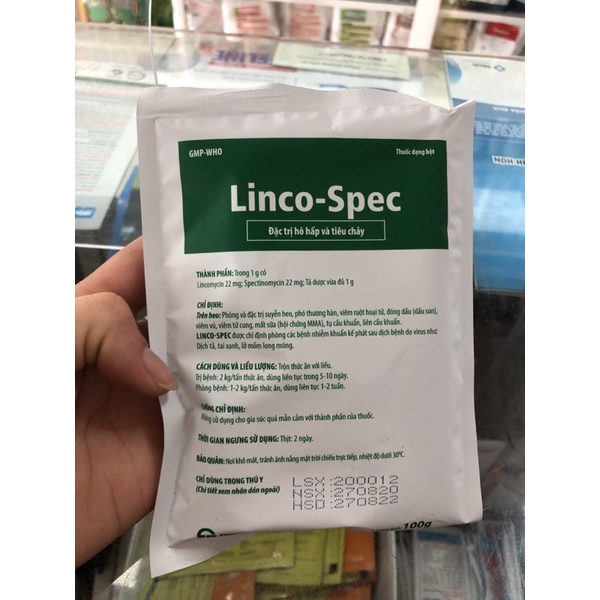 GMP-WHO
Thuốc dạng bột
Linco-Spec
Đặc trị hô hấp và tiêu chảy
THÀNH PHẦN: Trong 1 g có
Lincomycin 22 mg; Spectinomycin 22 mg; Tá dược vừa đủ 1 g
CHỈ ĐỊNH:
Trên heo: Phòng và đặc trị suyễn heo, phó thương hàn, viêm ruột hoại tử, đóng dấu (dấu son),
viêm vú, viêm tử cung, mất sữa (hội chứng MMA), tụ cầu khuẩn, liên cầu khuẩn.
LINCO-SPEC được chỉ định phòng các bệnh nhiễm khuẩn kế phát sau dịch bệnh do virus như:
Dịch tả, tai xanh, lở mồm long móng.
CÁCH DÙNG VÀ LIỀU LƯỢNG: Trộn thức ăn với liều.
Trị bệnh: 2 kg/tấn thức ăn, dùng liên tục trong 5-10 ngày.
Phòng bệnh: 1-2 kg/tấn thức ăn, dùng liên tục 1-2 tuần.
CHỐNG CHỈ ĐỊNH:
Không sử dụng cho gia súc quá mẫn cảm với thành phần của thuốc.
THỜI GIAN NGƯNG SỬ DỤNG: Thịt: 2 ngày.
BẢO QUẢN: Nơi khô mát, tránh ánh nắng mặt trời chiếu trực tiếp, nhiệt độ dưới 30°C.
CHỈ DÙNG TRONG THÚ Y
(Chi tiết xem nhãn dán ngoài)
LSX :200012
NSX :270820
HSD :270822
100g